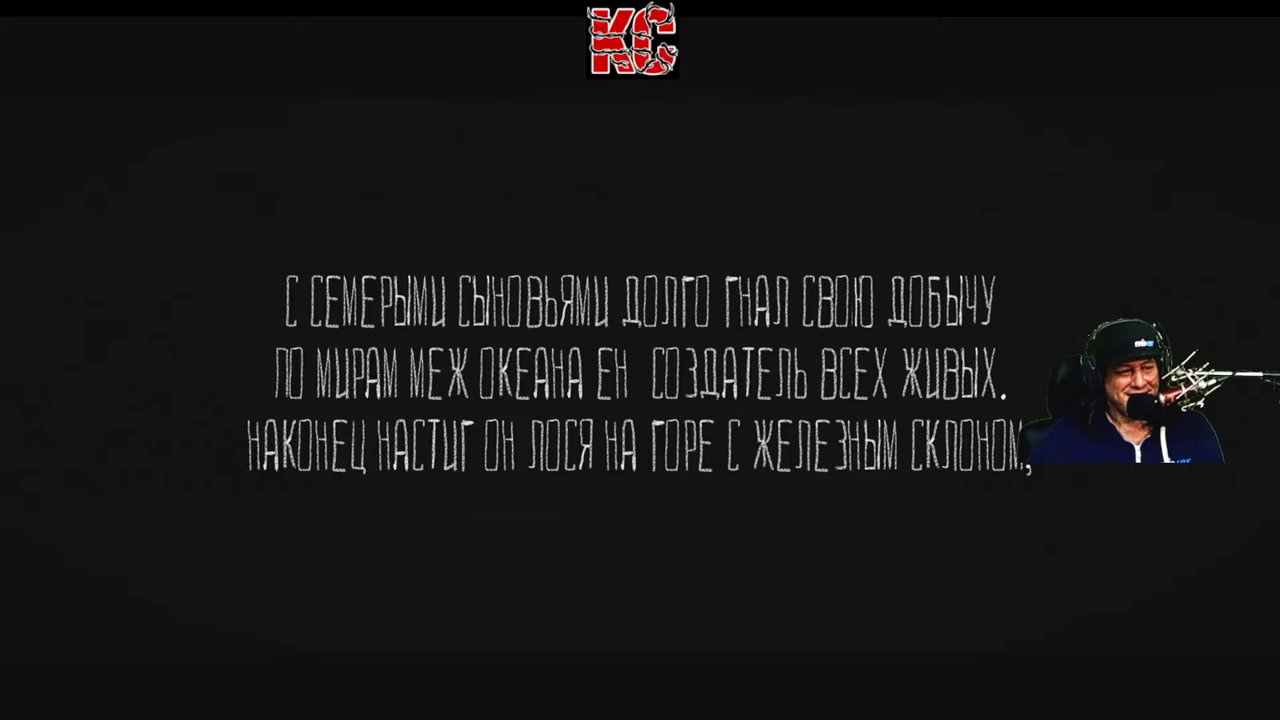 КС
С СЕМЕРЫМИ СЫНОВЬЯМИ ДОЛГО ГНАЛ СВОЮ ДОБЫЧУ
ПО МИРАМ МЕЖ ОКЕАНА ЕН СОЗДАТЕЛЬ ВСЕХ ЖИВЫХ.
НАКОНЕЦ НАСТИГ ОН ЛОСЯ НА ГОРЕ С ЖЕЛЕЗНЫМ СКЛОНОМ,